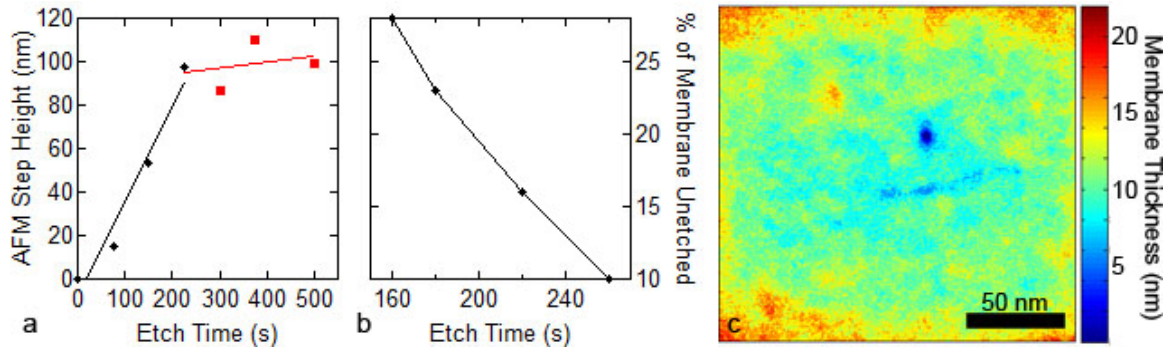 120
100
80
60
40
20
0
AFM Step Height (nm)
0 100 200 300 400 500
Etch Time (s)
a
160 200 240
Etch Time (s)
b
25
20
15
10
% of Membrane Unetched
c
50 nm
20
15
10
5
Membrane Thickness (nm)